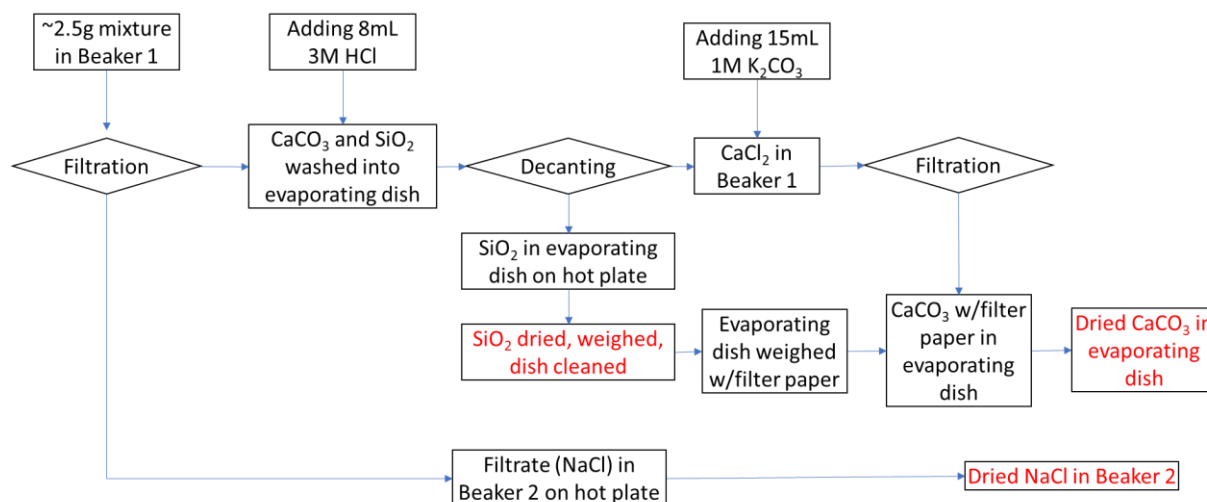 ~2.5g mixture
in Beaker 1
Adding 8mL
3M HCl
Adding 15mL
1M K₂CO₃
Filtration
CaCO₃ and SiO₂
washed into
evaporating dish
Decanting
CaCl₂ in
Beaker 1
Filtration
SiO₂ in evaporating
dish on hot plate
SiO₂ dried, weighed,
dish cleaned
Evaporating
dish weighed
w/filter paper
CaCO₃ w/filter
paper in
evaporating
dish
Dried CaCO₃ in
evaporating
dish
Filtrate (NaCl) in
Beaker 2 on hot plate
Dried NaCl in Beaker 2